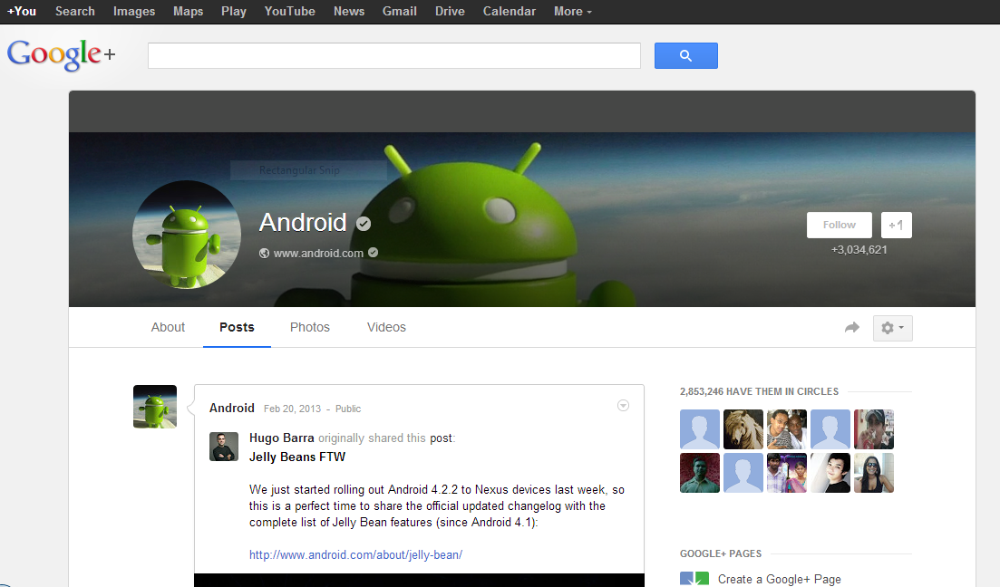 +You Search Images Maps Play YouTube News Gmail Drive Calendar More
Google+
Rectangular Snip
Android
www.android.com
Follow +1
+3,034,621
About Posts Photos Videos
Android Feb 20, 2013 - Public
Hugo Barra originally shared this post:
Jelly Beans FTW
We just started rolling out Android 4.2.2 to Nexus devices last week, so
this is a perfect time to share the official updated changelog with the
complete list of Jelly Bean features (since Android 4.1):
http://www.android.com/about/jelly-bean/
2,853,246 HAVE THEM IN CIRCLES
GOOGLE+ PAGES
Create a Google+ Page